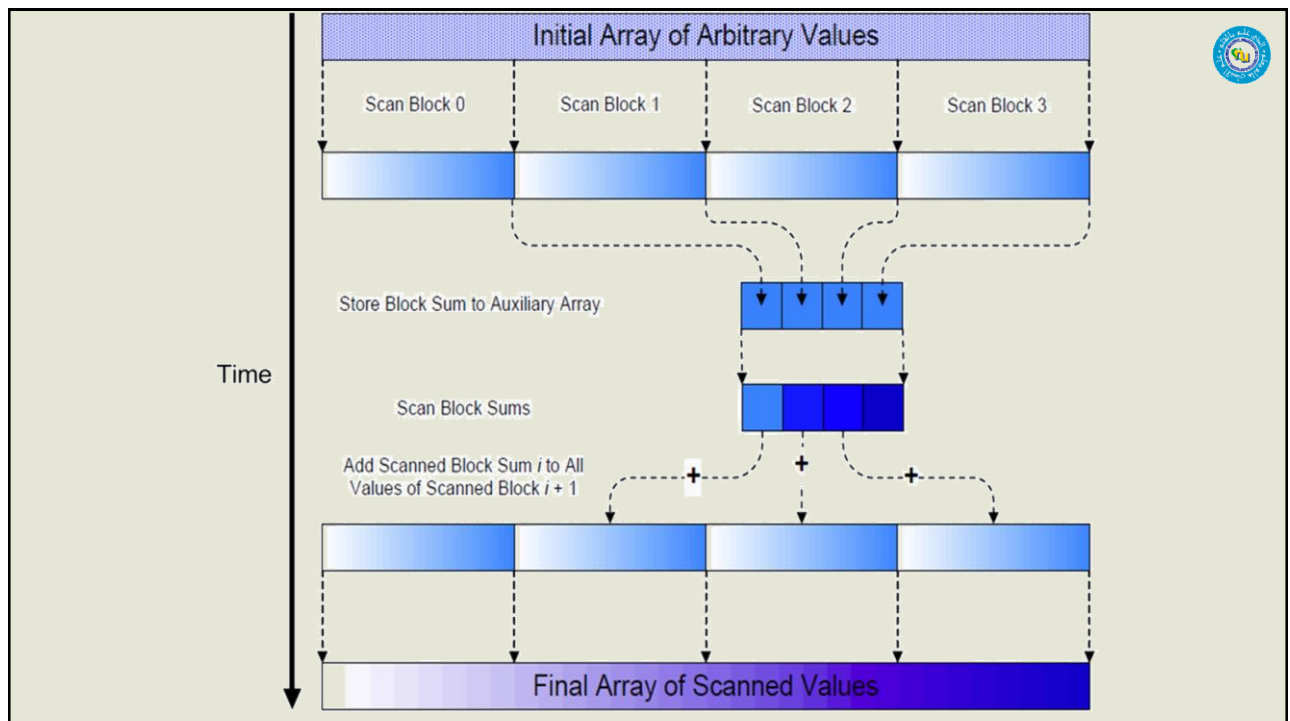 Initial Array of Arbitrary Values
Scan Block 0
Scan Block 1
Scan Block 2
Scan Block 3
Store Block Sum to Auxiliary Array
Time
Scan Block Sums
Add Scanned Block Sum i to All
Values of Scanned Block i + 1
+
+
+
Final Array of Scanned Values